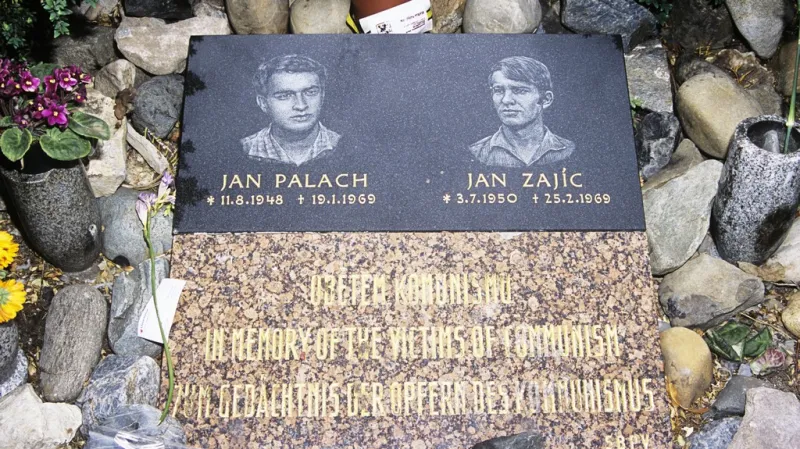 JAN PALACH
* 11.8.1948 † 19.1.1969
JAN ZAJÍC
* 3.7.1950 † 25.2.1969
OBĚTEM KOMUNISMU
IN MEMORY OF THE VICTIMS OF COMMUNISM
ZUM GEDÄCHTNIS DER OPFERN DES KOMMUNISMUS
S.B.P.V.